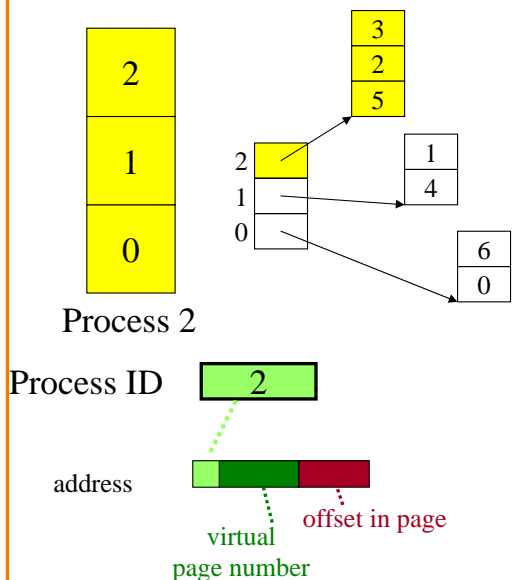 3
2
5
2
1
0
2
1
0
1
4
6
0
Process 2
Process ID
2
address
offset in page
virtual
page number